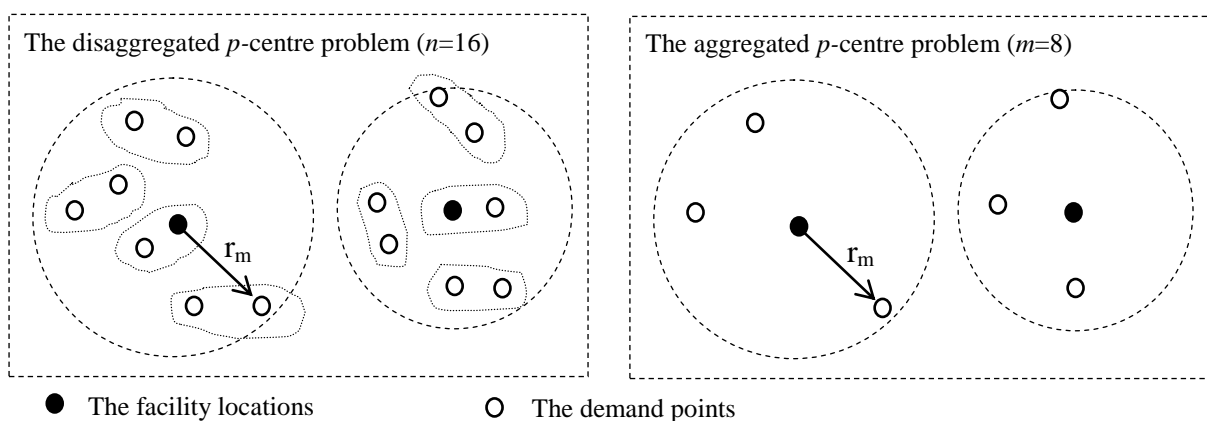 The disaggregated p-centre problem (n=16)
r_m
The aggregated p-centre problem (m=8)
r_m
The facility locations
The demand points